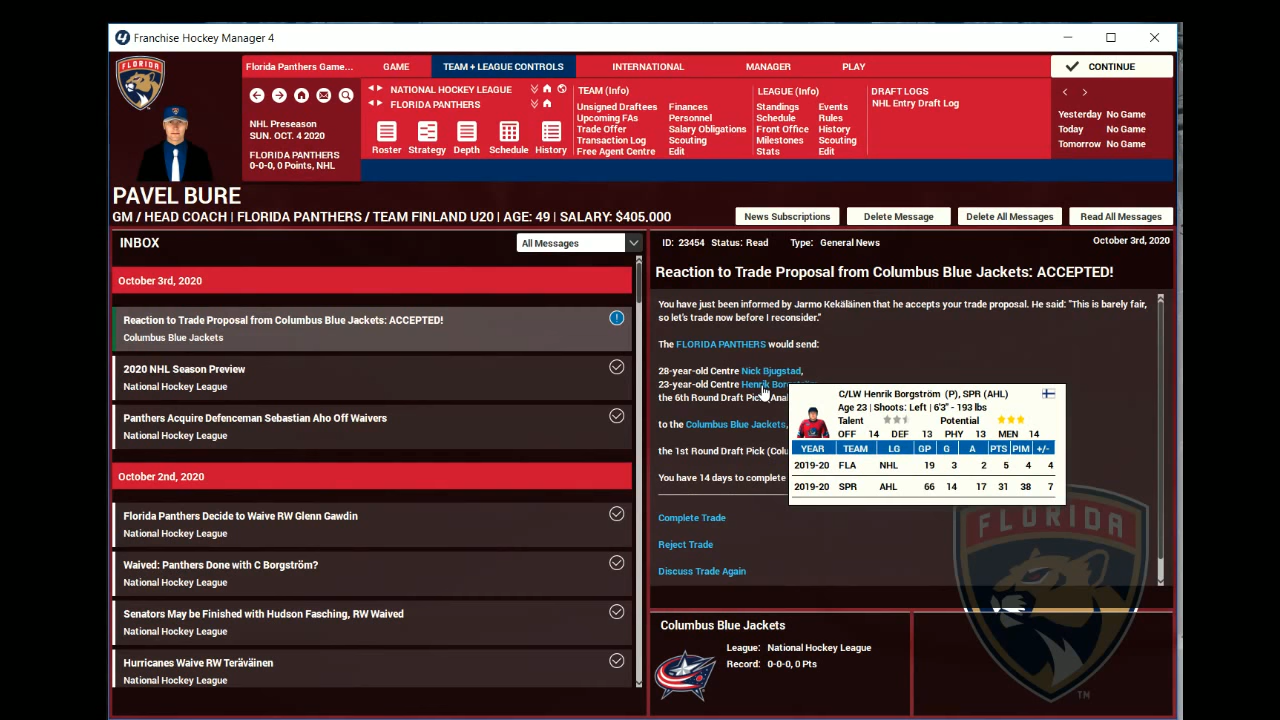 Franchise Hockey Manager 4
FLORIDA
Florida Panthers Game...
GAME
TEAM + LEAGUE CONTROLS
INTERNATIONAL
MANAGER
PLAY
CONTINUE
NHL Preseason
SUN. OCT. 4 2020
FLORIDA PANTHERS
0-0-0, 0 Points, NHL
NATIONAL HOCKEY LEAGUE
FLORIDA PANTHERS
Roster Strategy Depth Schedule History
TEAM (Info)
Unsigned Draftees Finances
Upcoming FAs Personnel
Trade Offer Salary Obligations
Transaction Log Scouting
Free Agent Centre Edit
LEAGUE (Info)
Standings Events
Schedule Rules
Front Office History
Milestones Scouting
Stats Edit
DRAFT LOGS
NHL Entry Draft Log
Yesterday No Game
Today No Game
Tomorrow No Game
PAVEL BURE
GM / HEAD COACH | FLORIDA PANTHERS / TEAM FINLAND U20 | AGE: 49 | SALARY: $405.000
News Subscriptions
Delete Message
Delete All Messages
Read All Messages
INBOX
All Messages
October 3rd, 2020
Reaction to Trade Proposal from Columbus Blue Jackets: ACCEPTED!
Columbus Blue Jackets
2020 NHL Season Preview
National Hockey League
Panthers Acquire Defenceman Sebastian Aho Off Waivers
National Hockey League
October 2nd, 2020
Florida Panthers Decide to Waive RW Glenn Gawdin
National Hockey League
Waived: Panthers Done with C Borgström?
National Hockey League
Senators May be Finished with Hudson Fasching, RW Waived
National Hockey League
Hurricanes Waive RW Teräväinen
National Hockey League
ID: 23454 Status: Read Type: General News
October 3rd, 2020
Reaction to Trade Proposal from Columbus Blue Jackets: ACCEPTED!
You have just been informed by Jarmo Kekäläinen that he accepts your trade proposal. He said: "This is barely fair,
so let's trade now before I reconsider."
The FLORIDA PANTHERS would send:
28-year-old Centre Nick Bjugstad,
23-year-old Centre Henrik
the 6th Round Draft
to the Columbus Blue Jackets,
the 1st Round Draft Pick
You have 14 days to complete
Complete Trade
Reject Trade
Discuss Trade Again
C/LW Henrik Borgström (P), SPR (AHL)
Age 23 | Shoots: Left | 6'3" - 193 lbs
Talent Potential
OFF 14 DEF 13 PHY 13 MEN 14
YEAR TEAM LG GP G A PTS PIM +/-
2019-20 FLA NHL 19 3 2 5 4 4
2019-20 SPR AHL 66 14 17 31 38 7
Columbus Blue Jackets
League: National Hockey League
Record: 0-0-0, 0 Pts
FLORIDA
TM